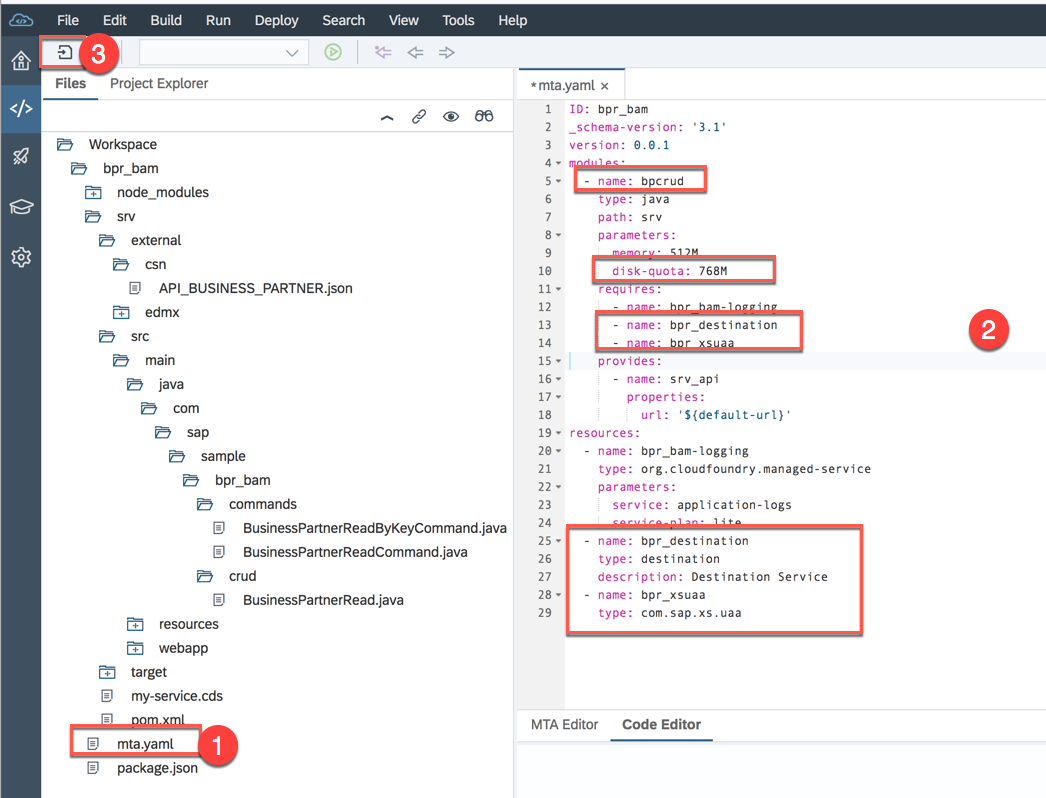 File Edit Build Run Deploy Search View Tools Help
3
Files Project Explorer
Workspace
bpr_bam
node_modules
srv
external
csn
API_BUSINESS_PARTNER.json
edmx
src
main
java
com
sap
sample
bpr_bam
commands
BusinessPartnerReadByKeyCommand.java
BusinessPartnerReadCommand.java
crud
BusinessPartnerRead.java
resources
webapp
target
my-service.cds
pom.xml
mta.yaml
1
package.json
*mta.yaml ×
1 ID: bpr_bam
2 _schema-version: '3.1'
3 version: 0.0.1
4 modules:
5 - name: bpcrud
6 type: java
7 path: srv
8 parameters:
9 memory: 512M
10 disk-quota: 768M
11 requires:
12 - name: bpr_bam-logging
13 - name: bpr_destination
14 - name: bpr_xsuaa
15 provides:
16 - name: srv_api
17 properties:
18 url: '${default-url}'
19 resources:
20 - name: bpr_bam-logging
21 type: org.cloudfoundry.managed-service
22 parameters:
23 service: application-logs
24 service-plan: lite
25 - name: bpr_destination
26 type: destination
27 description: Destination Service
28 - name: bpr_xsuaa
29 type: com.sap.xs.uaa
2
MTA Editor Code Editor